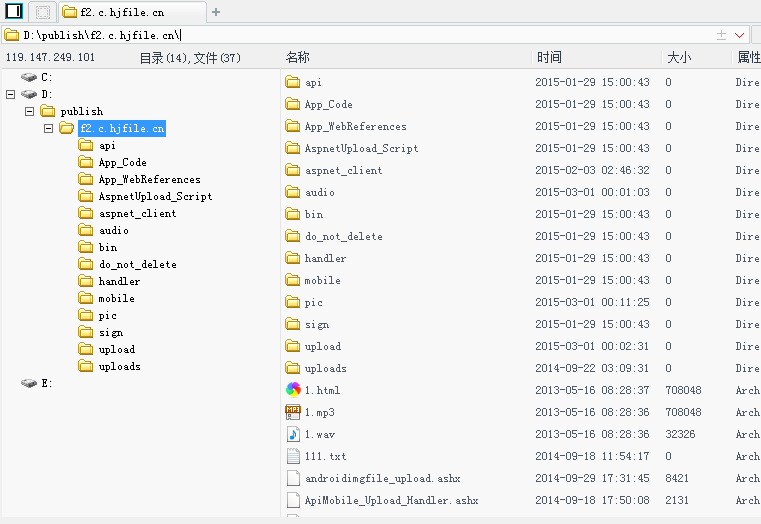 f2.c.hjfile.cn
D:\publish\f2.c.hjfile.cn\
119.147.249.101 目录(14),文件(37) 名称 时间 大小 属性
C:
D:
publish
f2.c.hjfile.cn
api
App_Code
App_WebReferences
AspnetUpload_Script
aspnet_client
audio
bin
do_not_delete
handler
mobile
pic
sign
upload
uploads
E:
api 2015-01-29 15:00:43 0 Dire
App_Code 2015-01-29 15:00:43 0 Dire
App_WebReferences 2015-01-29 15:00:43 0 Dire
AspnetUpload_Script 2015-01-29 15:00:43 0 Dire
aspnet_client 2015-02-03 02:46:32 0 Dire
audio 2015-03-01 00:01:03 0 Dire
bin 2015-01-29 15:00:43 0 Dire
do_not_delete 2015-01-29 15:00:43 0 Dire
handler 2015-01-29 15:00:43 0 Dire
mobile 2015-01-29 15:00:43 0 Dire
pic 2015-03-01 00:11:25 0 Dire
sign 2015-01-29 15:00:43 0 Dire
upload 2015-03-01 00:02:31 0 Dire
uploads 2014-09-22 03:09:31 0 Dire
1.html 2013-05-16 08:28:37 708048 Arch
1.mp3 2013-05-16 08:28:36 708048 Arch
1.wav 2013-05-16 08:28:36 32326 Arch
111.txt 2014-09-18 11:54:17 0 Arch
androidimgfile_upload.ashx 2014-09-29 17:31:45 8421 Arch
ApiMobile_Upload_Handler.ashx 2014-09-18 17:50:08 2131 Arch